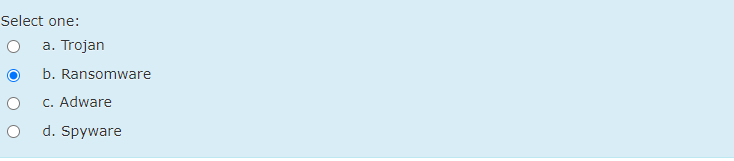 Select one:
a. Trojan
b. Ransomware
c. Adware
d. Spyware